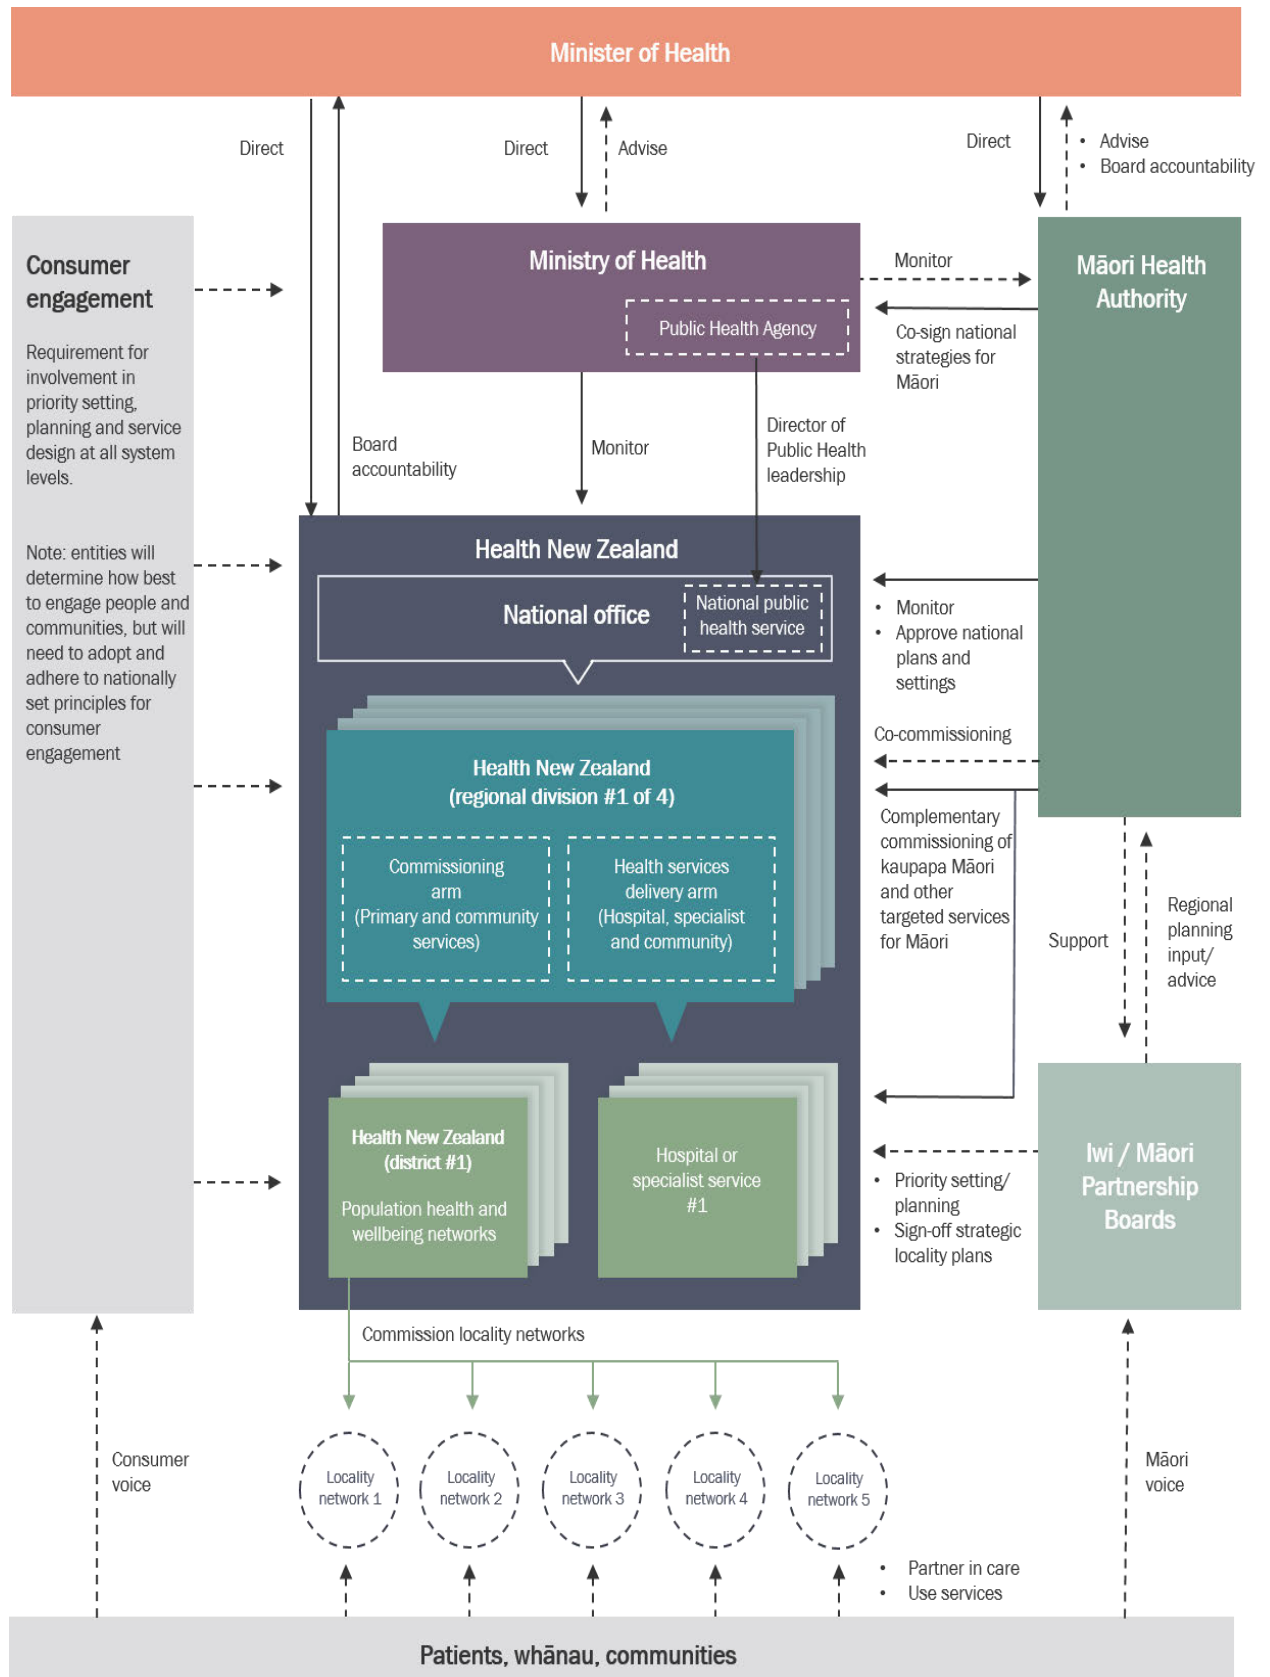 Minister of Health
Direct
Direct
Advise
Direct
• Advise
• Board accountability
Consumer
engagement
Requirement for
involvement in
priority setting,
planning and service
design at all system
levels.
Note: entities will
determine how best
to engage people and
communities, but will
need to adopt and
adhere to nationally
set principles for
consumer
engagement
Ministry of Health
Public Health Agency
Monitor
Co-sign national
strategies for
Māori
Māori Health
Authority
Board
accountability
Monitor
Director of
Public Health
leadership
Health New Zealand
National office
National public
health service
• Monitor
• Approve national
plans and
settings
Co-commissioning
Health New Zealand
(regional division #1 of 4)
Commissioning
arm
(Primary and community
services)
Health services
delivery arm
(Hospital, specialist
and community)
Complementary
commissioning of
kaupapa Māori
and other
targeted services
for Māori
Support
Regional
planning
input/
advice
Health New Zealand
(district #1)
Population health and
wellbeing networks
Hospital or
specialist service
#1
• Priority setting/
planning
• Sign-off strategic
locality plans
Iwi / Māori
Partnership
Boards
Commission locality networks
Consumer
voice
Locality
network 1
Locality
network 2
Locality
network 3
Locality
network 4
Locality
network 5
Māori
voice
• Partner in care
• Use services
Patients, whānau, communities